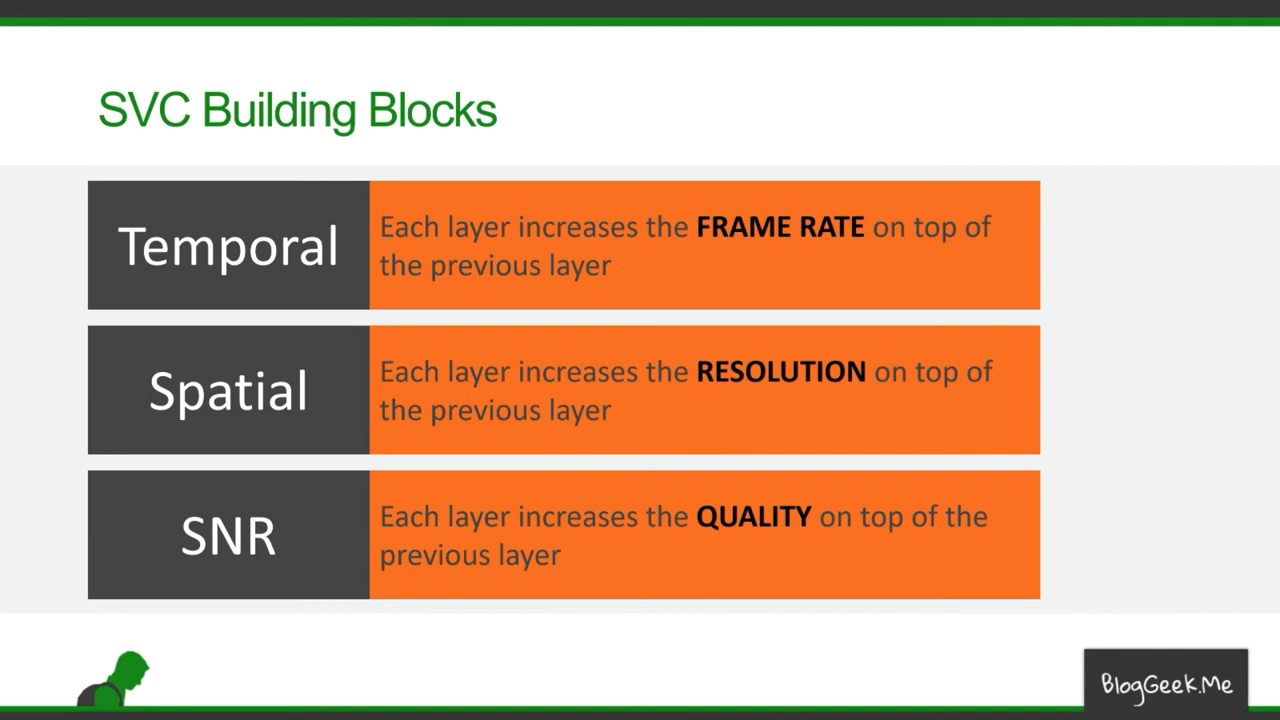 SVC Building Blocks
Temporal
Each layer increases the FRAME RATE on top of
the previous layer
Spatial
Each layer increases the RESOLUTION on top of
the previous layer
SNR
Each layer increases the QUALITY on top of the
previous layer
BlogGeek.Me